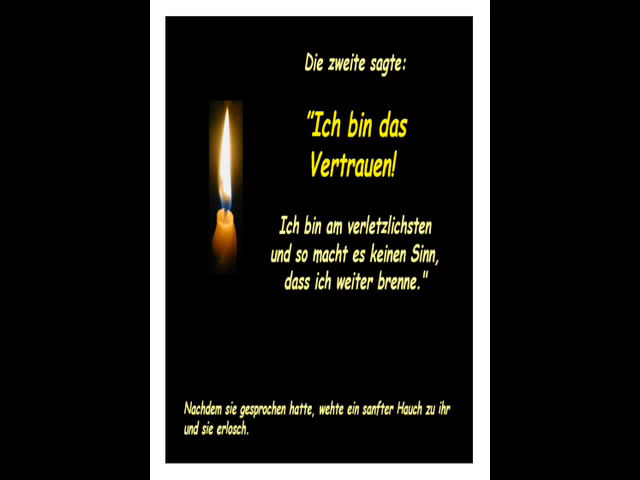 Die zweite sagte:
"Ich bin das
Vertrauen!
Ich bin am verletzlichsten
und so macht es keinen Sinn,
dass ich weiter brenne."
Nachdem sie gesprochen hatte, wehte ein sanfter Hauch zu ihr
und sie erlosch.